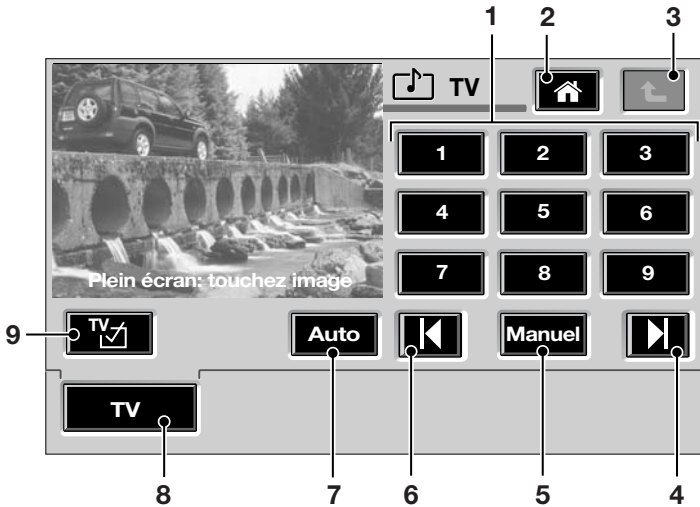 1 2 3
TV
1 2 3
4 5 6
7 8 9
Plein écran: touchez image
9 TV Auto Manuel
TV
8 7 6 5 4